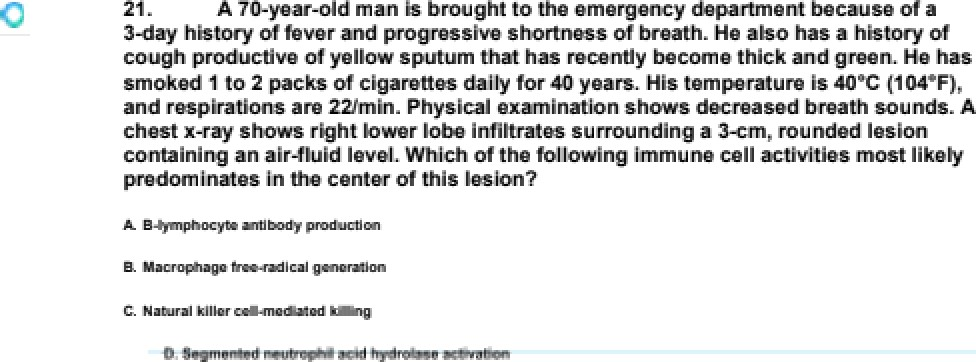 21. A 70-year-old man is brought to the emergency department because of a
3-day history of fever and progressive shortness of breath. He also has a history of
cough productive of yellow sputum that has recently become thick and green. He has
smoked 1 to 2 packs of cigarettes daily for 40 years. His temperature is 40°C (104°F),
and respirations are 22/min. Physical examination shows decreased breath sounds. A
chest x-ray shows right lower lobe infiltrates surrounding a 3-cm, rounded lesion
containing an air-fluid level. Which of the following immune cell activities most likely
predominates in the center of this lesion?
A. B-lymphocyte antibody production
B. Macrophage free-radical generation
C. Natural killer cell-mediated killing
D. Segmented neutrophil acid hydrolase activation